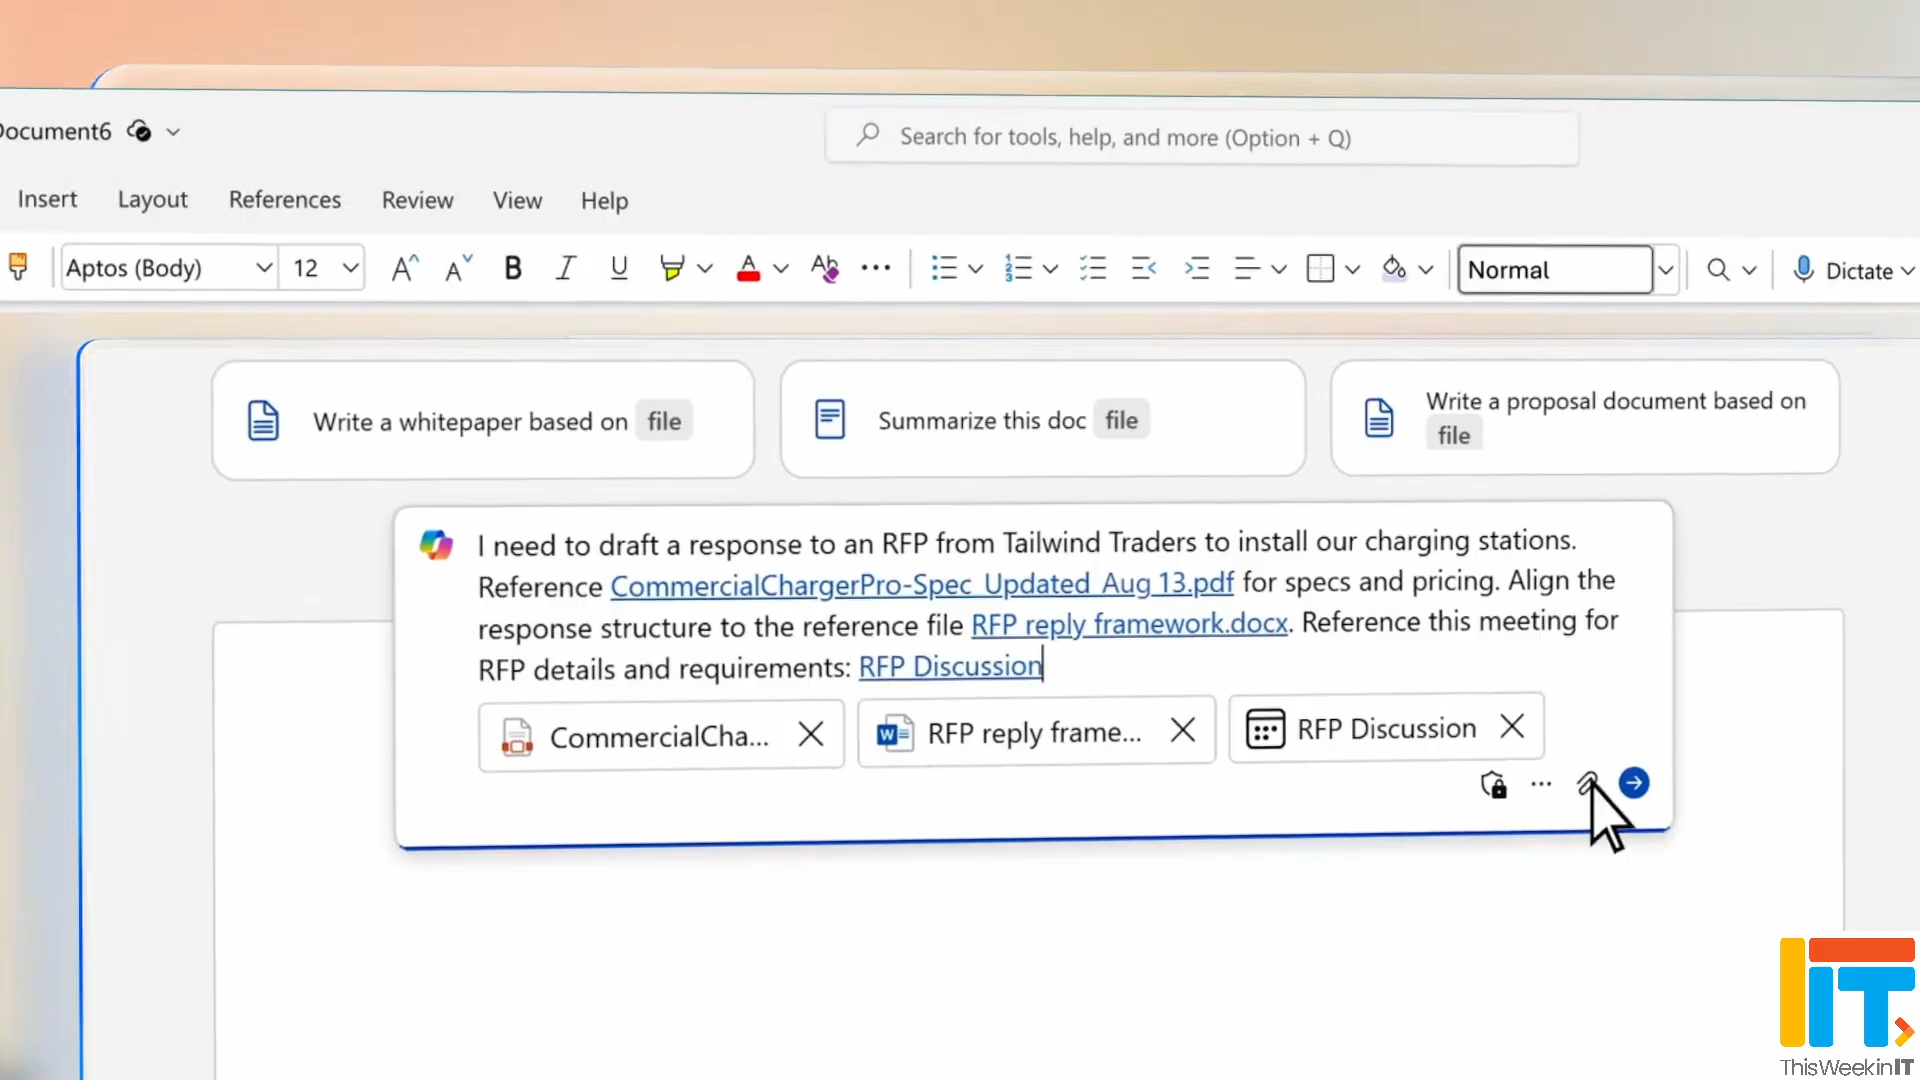 Document6
Search for tools, help, and more (Option + Q)
Insert Layout References Review View Help
Aptos (Body) 12 Normal Dictate
Write a whitepaper based on file
Summarize this doc file
Write a proposal document based on
file
I need to draft a response to an RFP from Tailwind Traders to install our charging stations.
Reference CommercialChargerPro-Spec_Updated_Aug 13.pdf for specs and pricing. Align the
response structure to the reference file RFP reply framework.docx. Reference this meeting for
RFP details and requirements: RFP Discussion
CommercialCha... RFP reply frame... RFP Discussion
IT
ThisWeekinIT